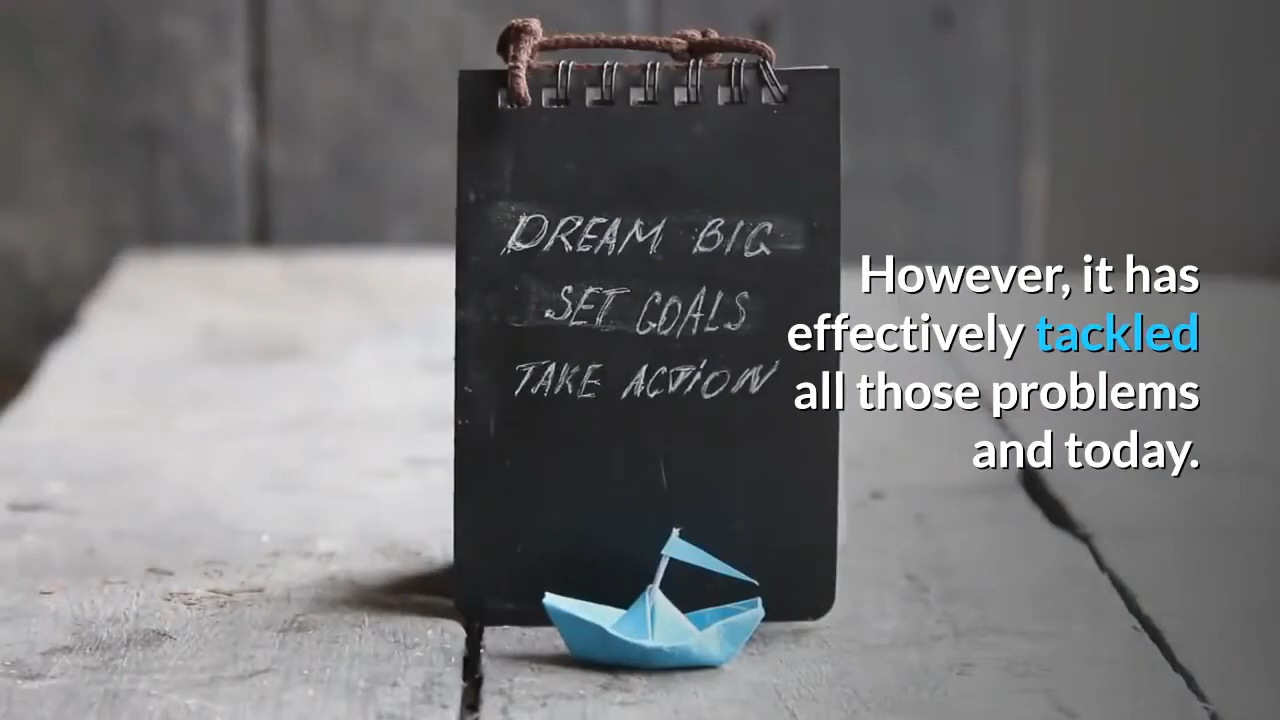 DREAM BIG
SET GOALS
TAKE ACTION
However, it has
effectively tackled
all those problems
and today.